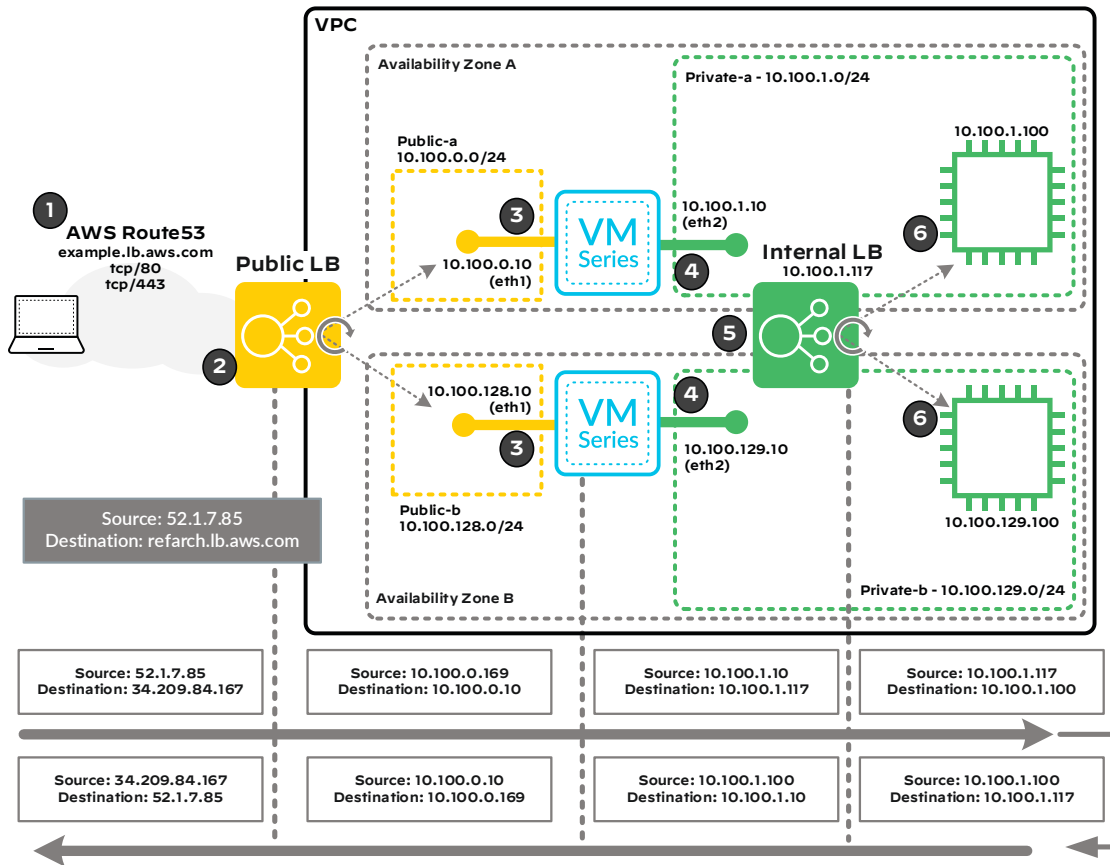 VPC
Availability Zone A
Private-a - 10.100.1.0/24
10.100.1.100
Public-a
10.100.0.0/24
1
AWS Route53
example.lb.aws.com
tcp/80
tcp/443
3
VM
Series
10.100.1.10
(eth2)
6
Public LB
10.100.0.10
(eth1)
4
Internal LB
10.100.1.117
2
5
10.100.128.10
(eth1)
VM
Series
4
6
3
10.100.129.10
(eth2)
Public-b
10.100.128.0/24
10.100.129.100
Source: 52.1.7.85
Destination: refarch.lb.aws.com
Availability Zone B
Private-b - 10.100.129.0/24
Source: 52.1.7.85
Destination: 34.209.84.167
Source: 10.100.0.169
Destination: 10.100.0.10
Source: 10.100.1.10
Destination: 10.100.1.117
Source: 10.100.1.117
Destination: 10.100.1.100
Source: 34.209.84.167
Destination: 52.1.7.85
Source: 10.100.0.10
Destination: 10.100.0.169
Source: 10.100.1.100
Destination: 10.100.1.10
Source: 10.100.1.100
Destination: 10.100.1.117